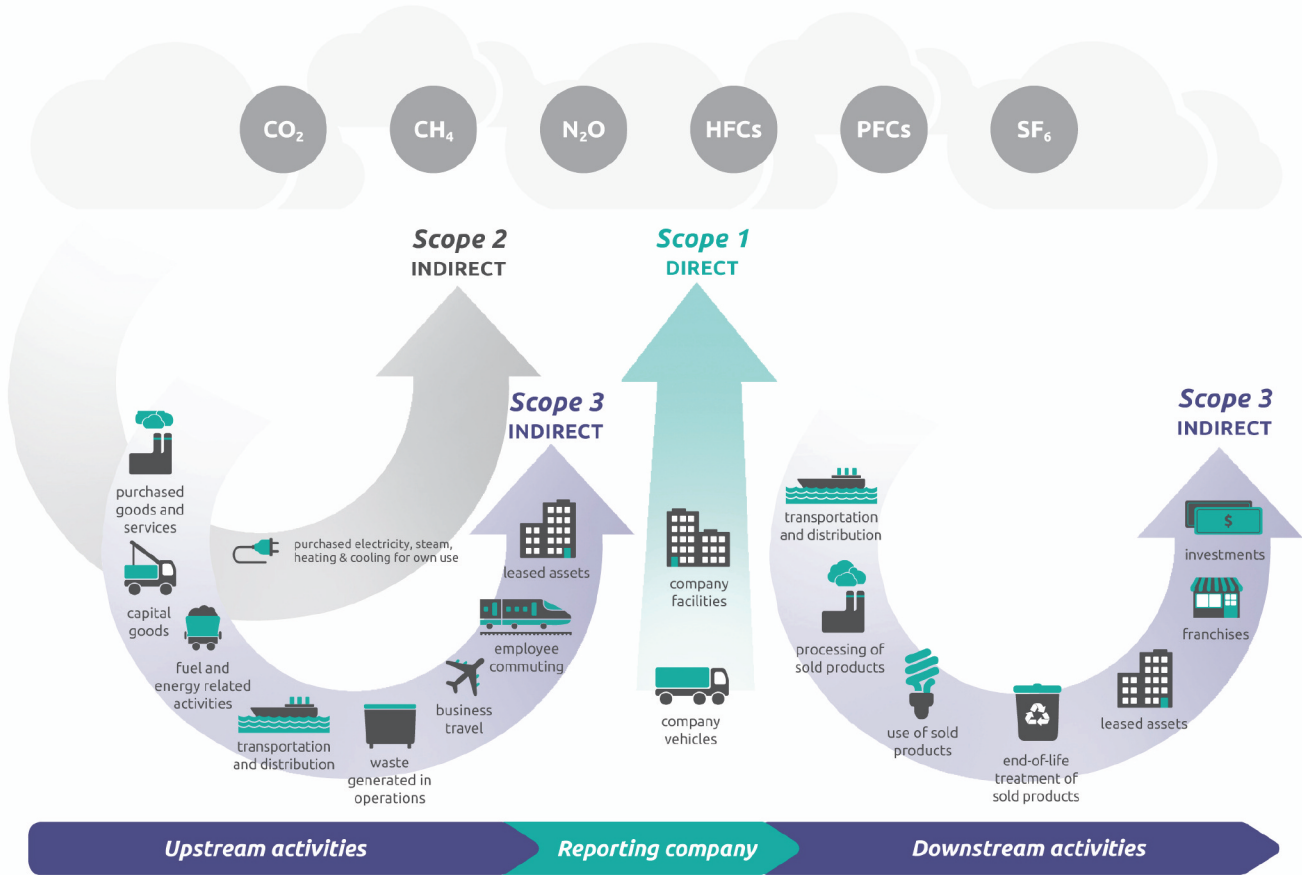 CO₂
CH₄
N₂O
HFCs
PFCs
SF₆
Scope 2
INDIRECT
Scope 1
DIRECT
Scope 3
INDIRECT
Scope 3
INDIRECT
purchased
goods and
services
capital
goods
fuel and
energy related
activities
purchased electricity, steam,
heating & cooling for own use
transportation
and distribution
waste
generated in
operations
business
travel
employee
commuting
leased assets
company
facilities
company
vehicles
transportation
and distribution
processing of
sold products
use of sold
products
end-of-life
treatment of
sold products
leased assets
franchises
$
investments
Upstream activities
Reporting company
Downstream activities